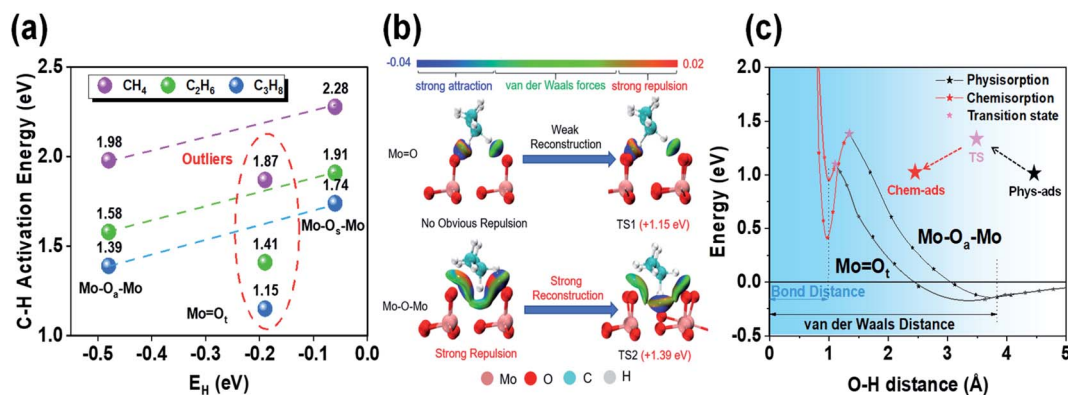 (a)
C-H Activation Energy (eV)
2.5
2.0
1.5
1.0
CH4
C2H6
C3H8
2.28
1.98
Outliers
1.87
1.91
1.74
1.58
1.41
1.39
1.15
Mo-Oa-Mo
Mo-Os-Mo
Mo=Ot
-0.5
-0.4
-0.3
-0.2
-0.1
0.0
EH (eV)
(b)
-0.04
0.02
strong attraction
van der Waals forces
strong repulsion
Weak
Reconstruction
Mo=O
No Obvious Repulsion
TS1 (+1.15 eV)
Strong
Reconstruction
Mo-O-Mo
Strong Repulsion
TS2 (+1.39 eV)
Mo
O
C
H
(c)
Energy (eV)
2.0
1.5
1.0
0.5
0.0
-0.5
Physisorption
Chemisorption
Transition state
TS
Chem-ads
Phys-ads
Mo-Oa-Mo
Mo=Ot
Bond Distance
van der Waals Distance
0
1
2
3
4
5
O-H distance (Å)